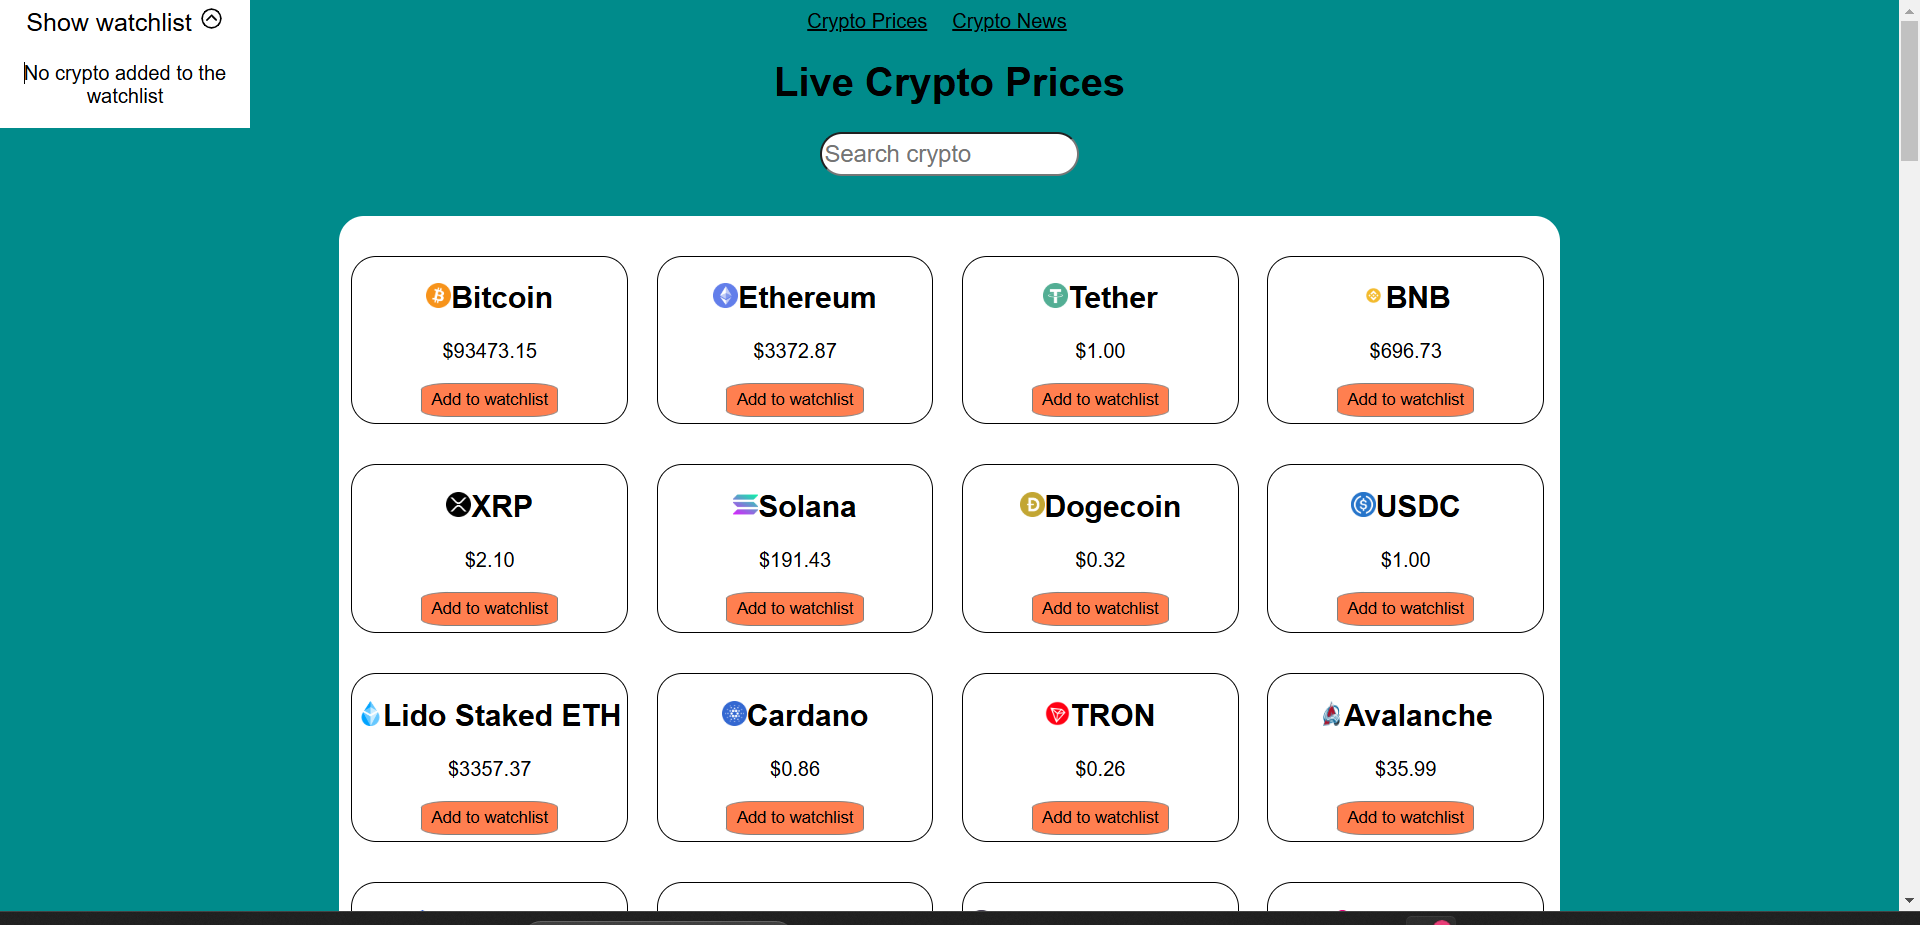 Show watchlist
No crypto added to the
watchlist
Crypto Prices Crypto News
Live Crypto Prices
Search crypto
Bitcoin
$93473.15
Add to watchlist
Ethereum
$3372.87
Add to watchlist
Tether
$1.00
Add to watchlist
BNB
$696.73
Add to watchlist
XRP
$2.10
Add to watchlist
Solana
$191.43
Add to watchlist
Dogecoin
$0.32
Add to watchlist
USDC
$1.00
Add to watchlist
Lido Staked ETH
$3357.37
Add to watchlist
Cardano
$0.86
Add to watchlist
TRON
$0.26
Add to watchlist
Avalanche
$35.99
Add to watchlist